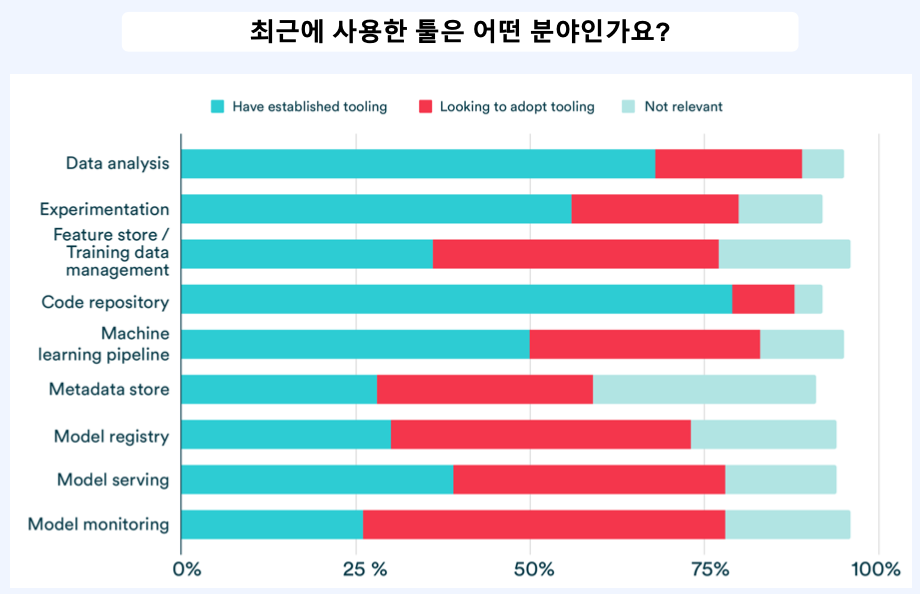 최근에 사용한 툴은 어떤 분야인가요?
Have established tooling
Looking to adopt tooling
Not relevant
Data analysis
Experimentation
Feature store /
Training data
management
Code repository
Machine
learning pipeline
Metadata store
Model registry
Model serving
Model monitoring
0%
25 %
50%
75%
100%